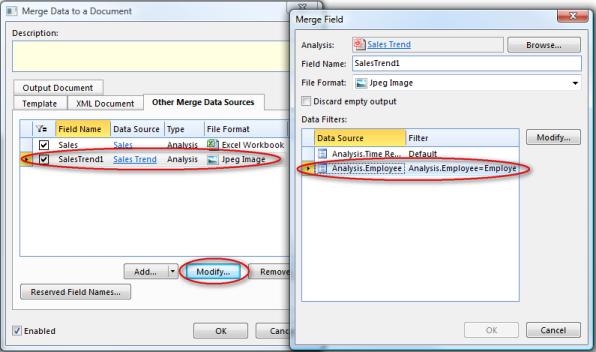 Merge Data to a Document
Description:
Output Document
Template XML Document Other Merge Data Sources
Field Name Data Source Type File Format
Sales Sales Analysis Excel Workbook
SalesTrend1 Sales Trend Analysis Jpeg Image
Add... Modify... Remove
Reserved Field Names...
Enabled OK Canc
Merge Field
Analysis: Sales Trend Browse...
Field Name: SalesTrend1
File Format: Jpeg Image
Discard empty output
Data Filters:
Data Source Filter Modify...
Analysis.Time Re... Default
Analysis.Employee Analysis.Employee=Employe
OK Cancel